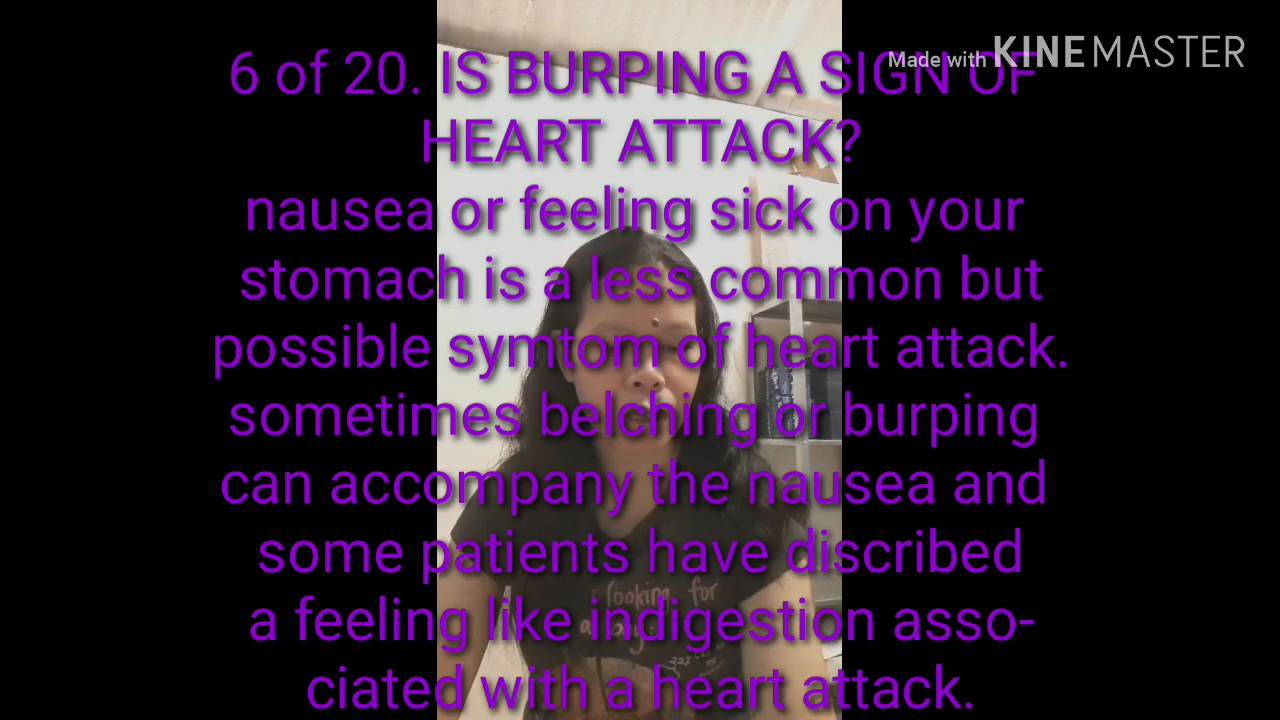 Made with KINEMASTER
6 of 20. IS BURPING A SIGN OF
HEART ATTACK?
nausea or feeling sick on your
stomach is a less common but
possible symtom of heart attack.
sometimes belching or burping
can accompany the nausea and
some patients have discribed
a feeling like indigestion asso-
ciated with a heart attack.
looking for